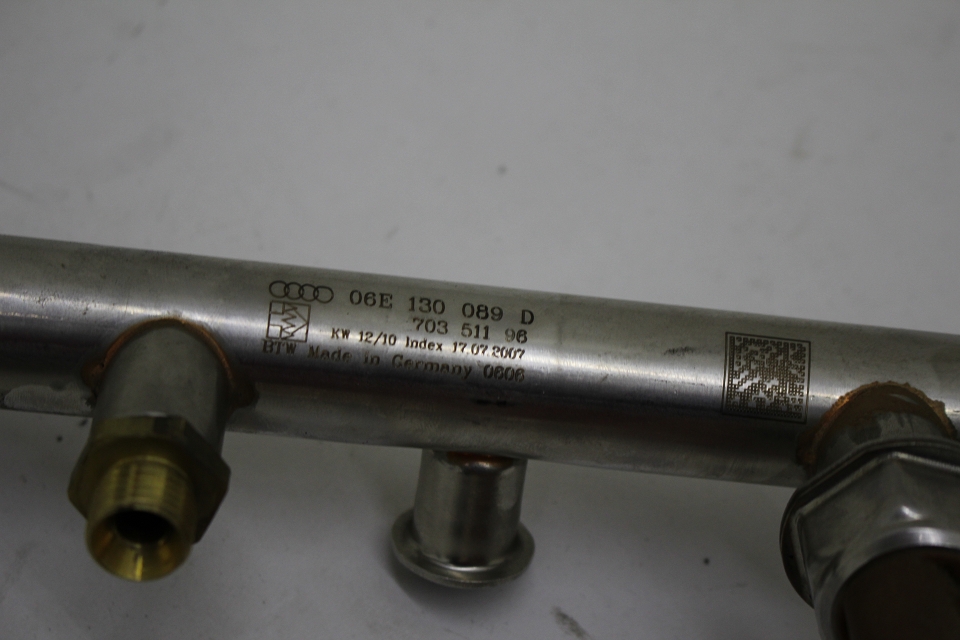 06E 130 089 D
703 511 96
KW 12/10 Index 17.07.2007
BTW Made in Germany 0606